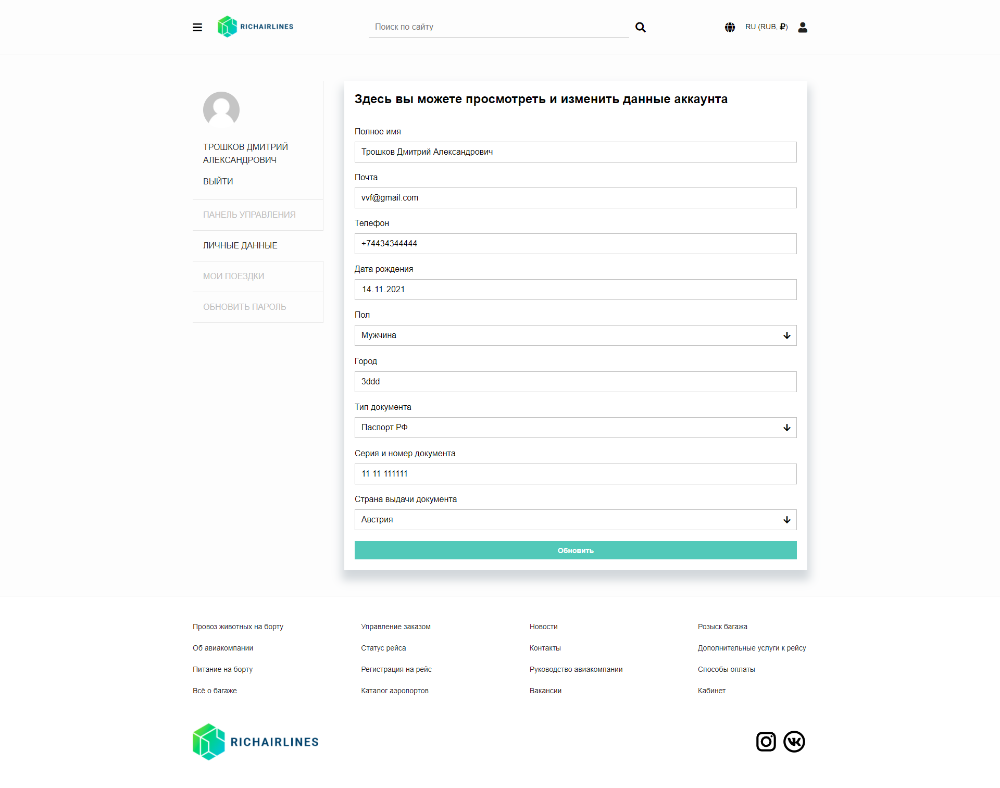 RICHAIRLINES
Поиск по сайту
RU (RUB, ₽)
ТРОШКОВ ДМИТРИЙ
АЛЕКСАНДРОВИЧ
ВЫЙТИ
ПАНЕЛЬ УПРАВЛЕНИЯ
ЛИЧНЫЕ ДАННЫЕ
МОИ ПОЕЗДКИ
ОБНОВИТЬ ПАРОЛЬ
Здесь вы можете просмотреть и изменить данные аккаунта
Полное имя
Трошков Дмитрий Александрович
Почта
vvf@gmail.com
Телефон
+74434344444
Дата рождения
14.11.2021
Пол
Мужчина
Город
3ddd
Тип документа
Паспорт РФ
Серия и номер документа
11 11 111111
Страна выдачи документа
Австрия
Обновить
Провоз животных на борту
Об авиакомпании
Питание на борту
Всё о багаже
Управление заказом
Статус рейса
Регистрация на рейс
Каталог аэропортов
Новости
Контакты
Руководство авиакомпании
Вакансии
Розыск багажа
Дополнительные услуги к рейсу
Способы оплаты
Кабинет
RICHAIRLINES